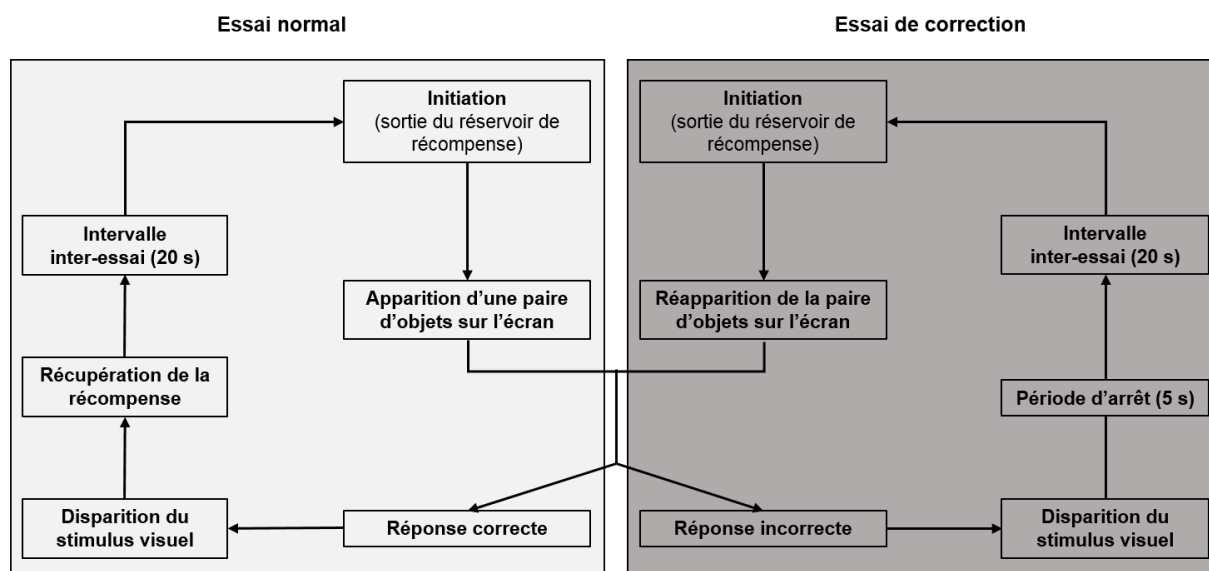 Essai normal
Essai de correction
Initiation
(sortie du réservoir de
récompense)
Apparition d’une paire
d’objets sur l’écran
Intervalle
inter-essai (20 s)
Récupération de la
récompense
Disparition du
stimulus visuel
Réponse correcte
Initiation
(sortie du réservoir de
récompense)
Réapparition de la paire
d’objets sur l’écran
Intervalle
inter-essai (20 s)
Période d’arrêt (5 s)
Réponse incorrecte
Disparition du
stimulus visuel